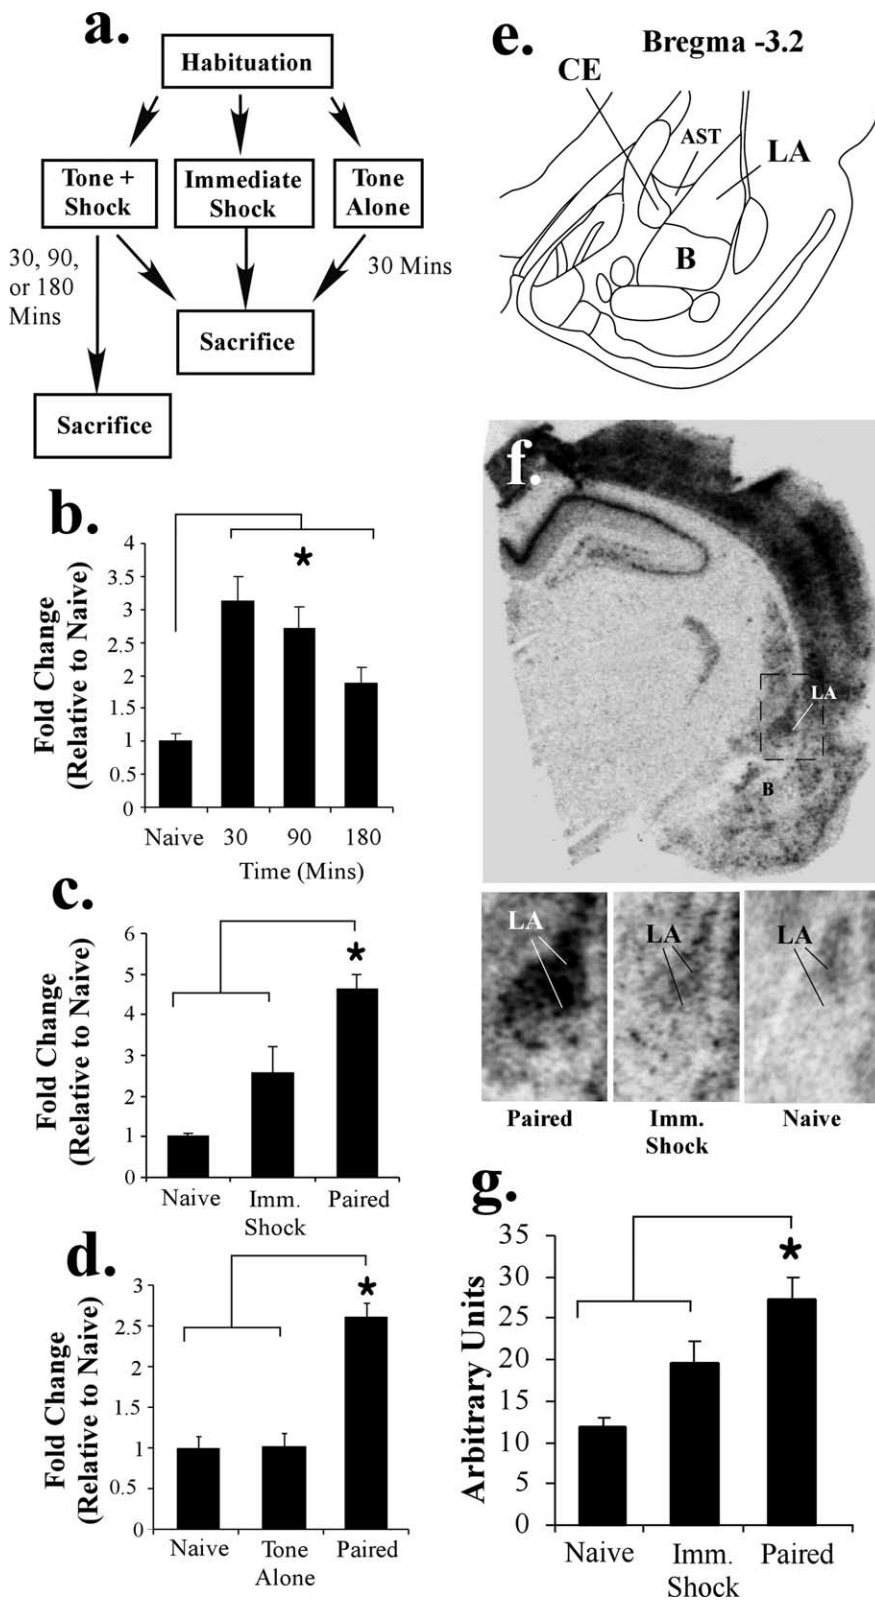 a.
Habituation
Tone +
Shock
Immediate
Shock
Tone
Alone
30, 90,
or 180
Mins
30 Mins
Sacrifice
Sacrifice
b.
Fold Change
(Relative to Naive)
4
3.5
3
2.5
2
1.5
1
0.5
0
★
Naive 30 90 180
Time (Mins)
c.
Fold Change
(Relative to Naive)
6
5
4
3
2
1
0
★
Naive Imm. Paired
Shock
d.
Fold Change
(Relative to Naive)
3
2.5
2
1.5
1
0.5
0
★
Naive Tone Paired
Alone
e.
Bregma -3.2
CE
AST
LA
B
f.
LA
B
LA
LA
LA
Paired Imm. Naive
Shock
g.
Arbitrary Units
35
30
25
20
15
10
5
0
★
Naive Imm. Paired
Shock